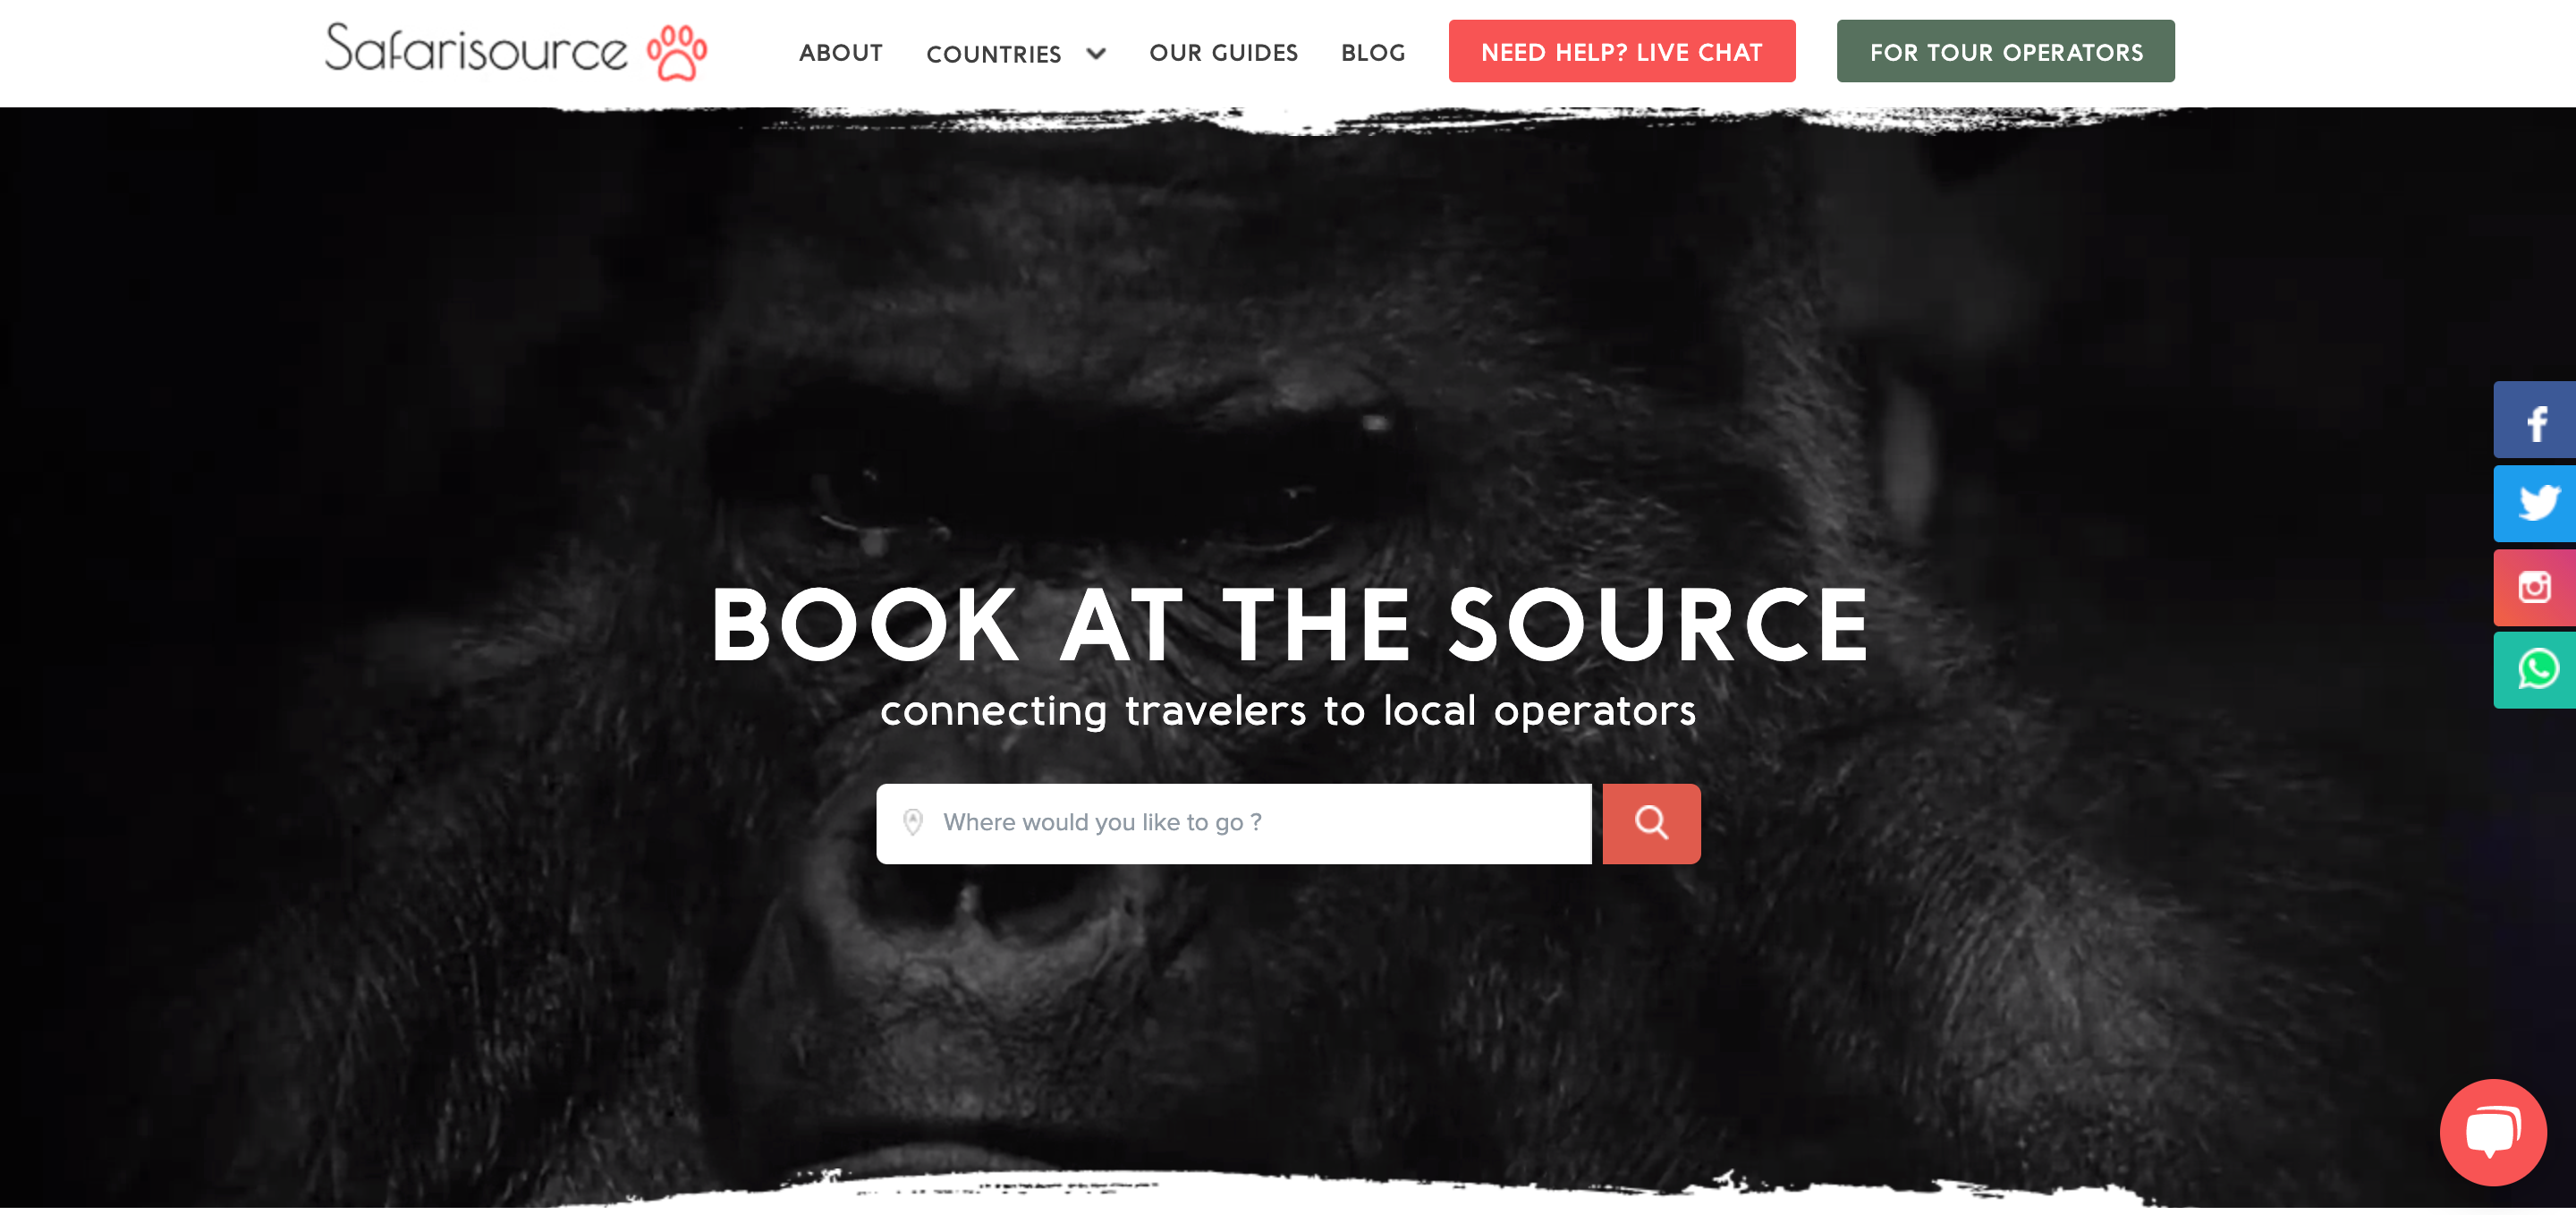 Safarisource
ABOUT
COUNTRIES
OUR GUIDES
BLOG
NEED HELP? LIVE CHAT
FOR TOUR OPERATORS
BOOK AT THE SOURCE
connecting travelers to local operators
Where would you like to go ?